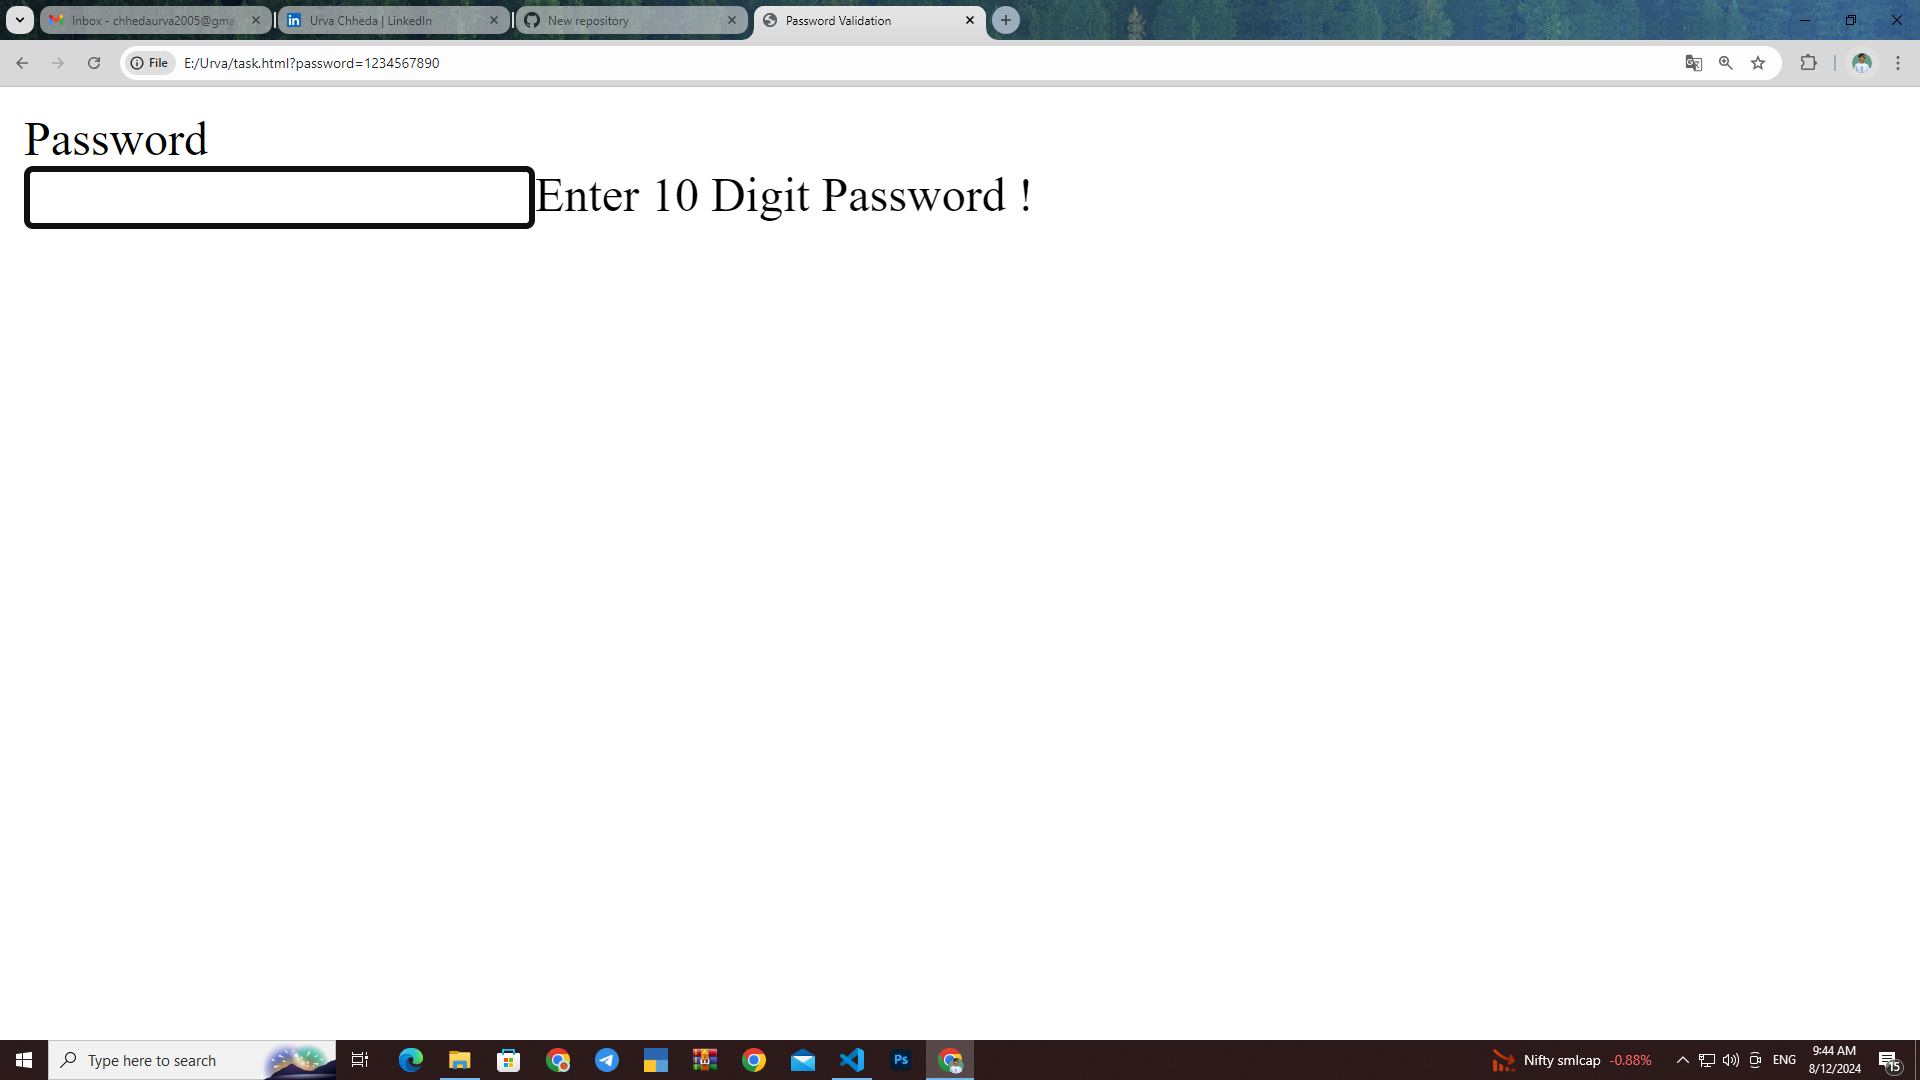 Inbox - chhedaurva2005@gma
Urva Chheda | LinkedIn
New repository
Password Validation
File
E:/Urva/task.html?password=1234567890
Password
Enter 10 Digit Password !
Type here to search
Ps
Nifty smlcap -0.88%
ENG
9:44 AM
8/12/2024
15